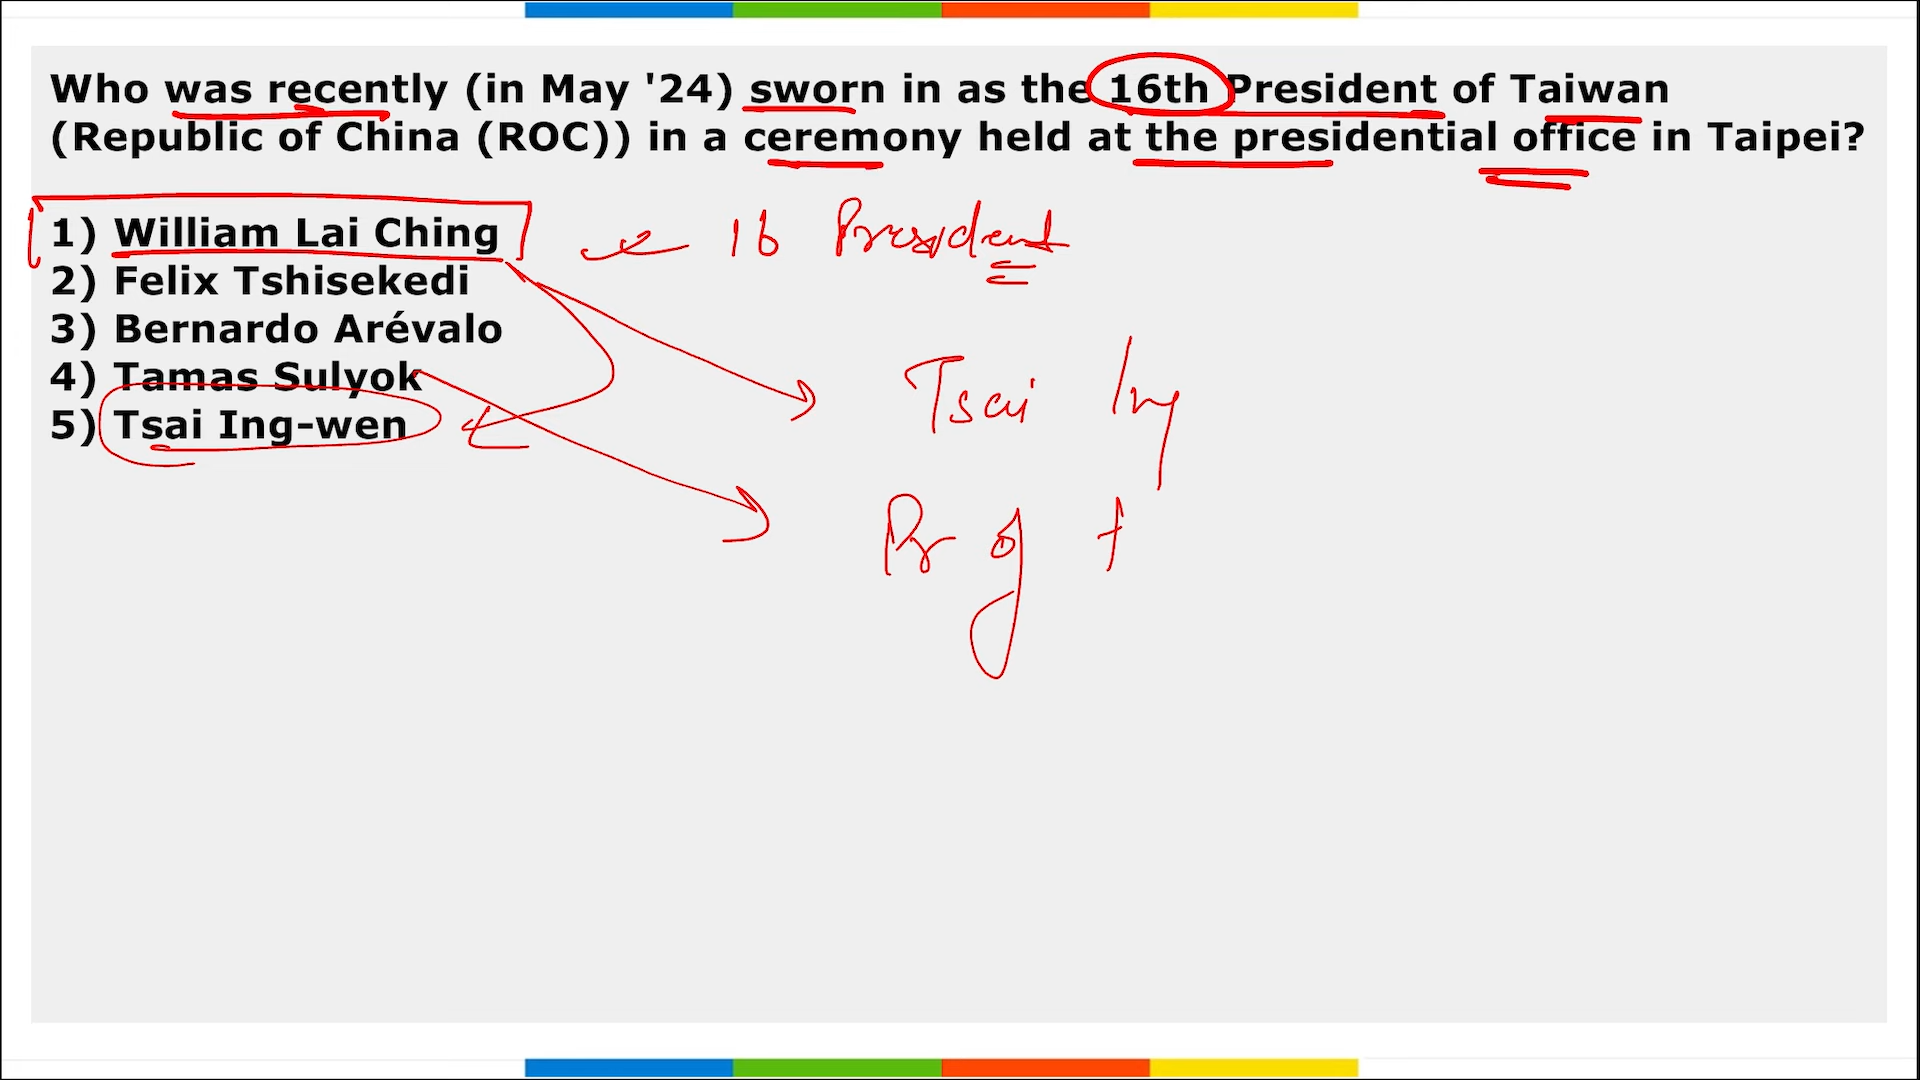 Who was recently (in May '24) sworn in as the 16th President of Taiwan
(Republic of China (ROC)) in a ceremony held at the presidential office in Taipei?
1) William Lai Ching
16 President
2) Felix Tshisekedi
3) Bernardo Arévalo
4) Tamas Sulyok
Tsai Ing
5) Tsai Ing-wen
Pr of